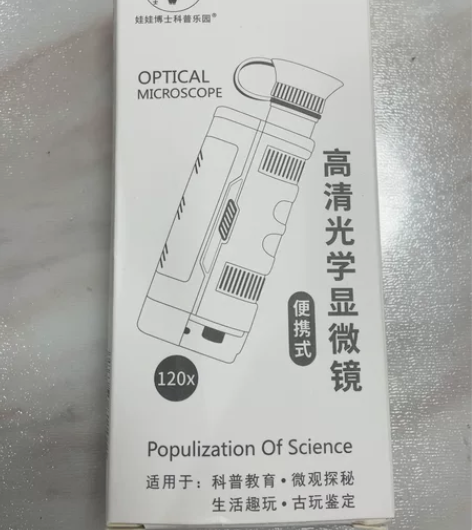 娃娃博士科普乐园®
OPTICAL
MICROSCOPE
高清光学显微镜
便携式
120x
Populization Of Science
适用于：科普教育·微观探秘
生活趣玩·古玩鉴定